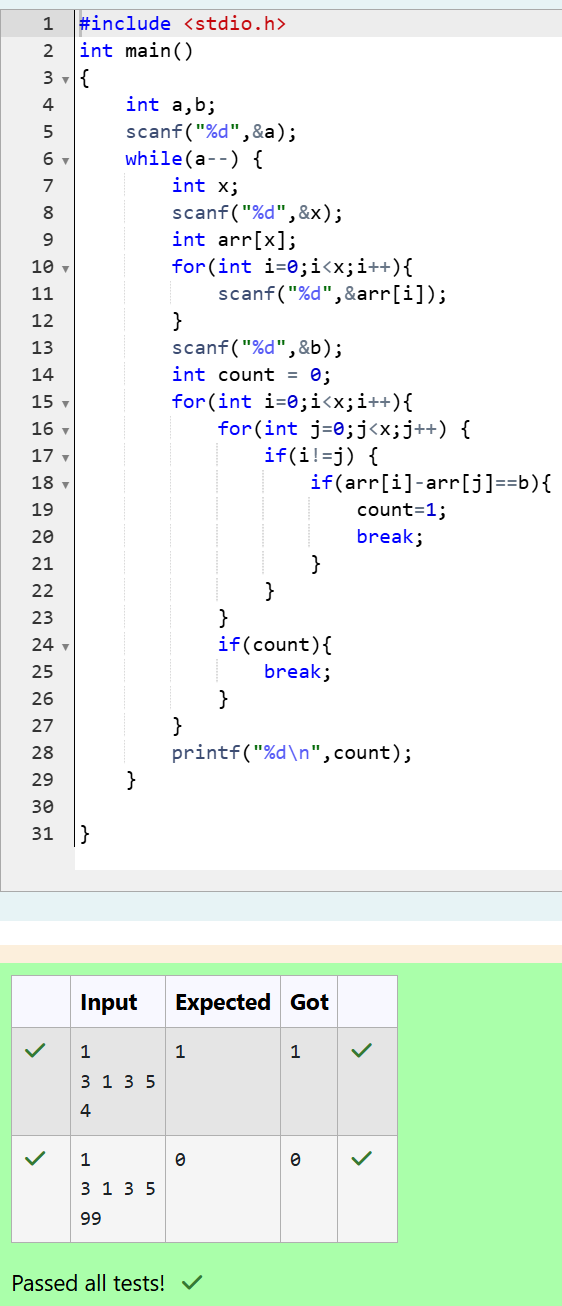 1 #include <stdio.h>
2 int main()
3 {
4     int a,b;
5     scanf("%d",&a);
6     while(a--) {
7         int x;
8         scanf("%d",&x);
9         int arr[x];
10         for(int i=0;i<x;i++){
11             scanf("%d",&arr[i]);
12         }
13         scanf("%d",&b);
14         int count = 0;
15         for(int i=0;i<x;i++){
16             for(int j=0;j<x;j++) {
17                 if(i!=j) {
18                     if(arr[i]-arr[j]==b){
19                         count=1;
20                         break;
21                     }
22                 }
23             }
24             if(count){
25                 break;
26             }
27         }
28         printf("%d\n",count);
29     }
30
31 }
Input Expected Got
1 1 1
3 1 3 5
4
1 0 0
3 1 3 5
99
Passed all tests!